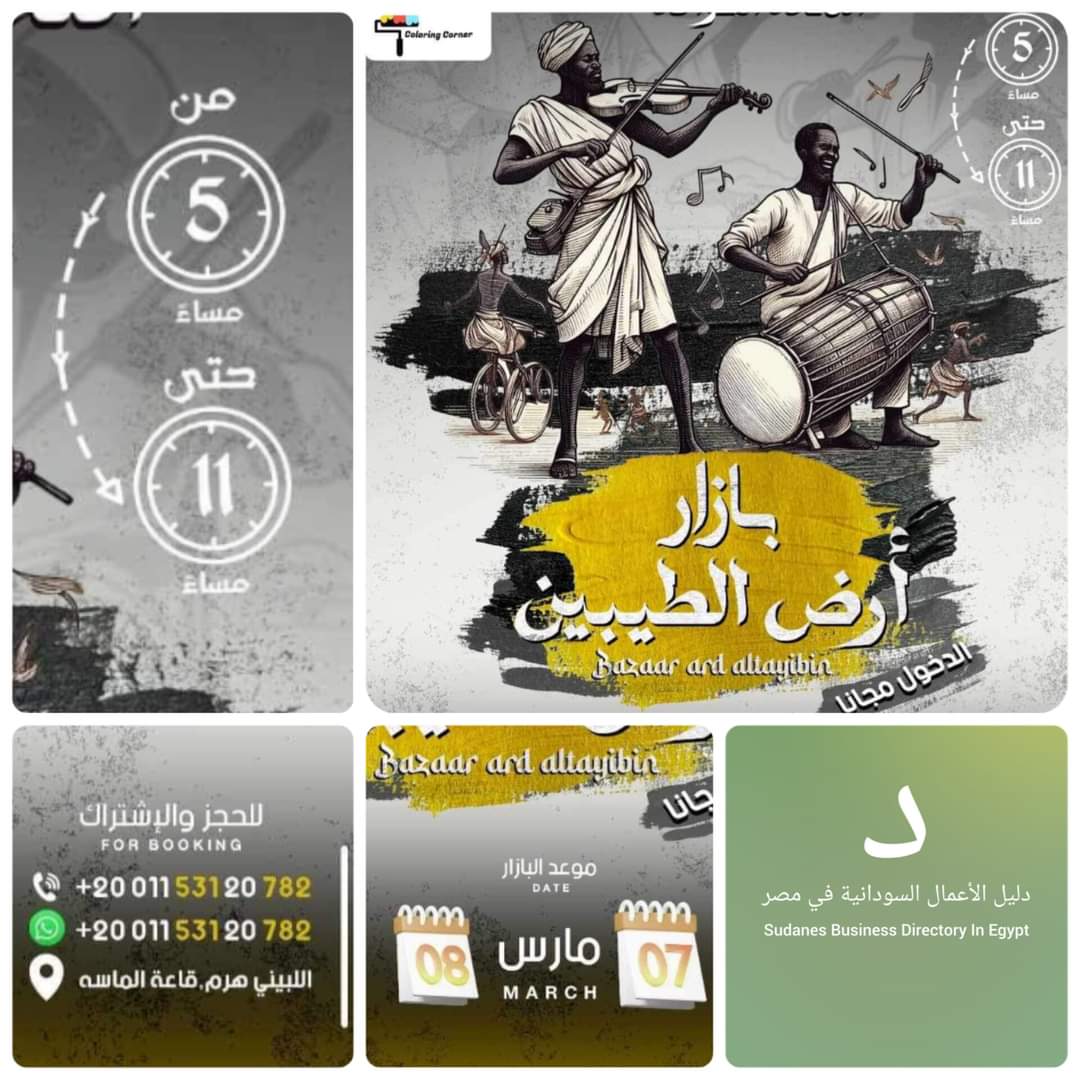 من
5
مساءً
حتى
11
مساءً
Coloring Corner
5
مساءً
حتى
11
مساءً
بازار
أرض الطيبين
Bazaar ard altayibin
الدخول مجانا
للحجز والإشتراك
FOR BOOKING
+20 011 531 20 782
+20 011 531 20 782
اللبيني هرم,قاعة الماسه
Bazaar ard altayibin
موعد البازار
DATE
08
مارس
07
MARCH
د
دليل الأعمال السودانية في مصر
Sudanes Business Directory In Egypt